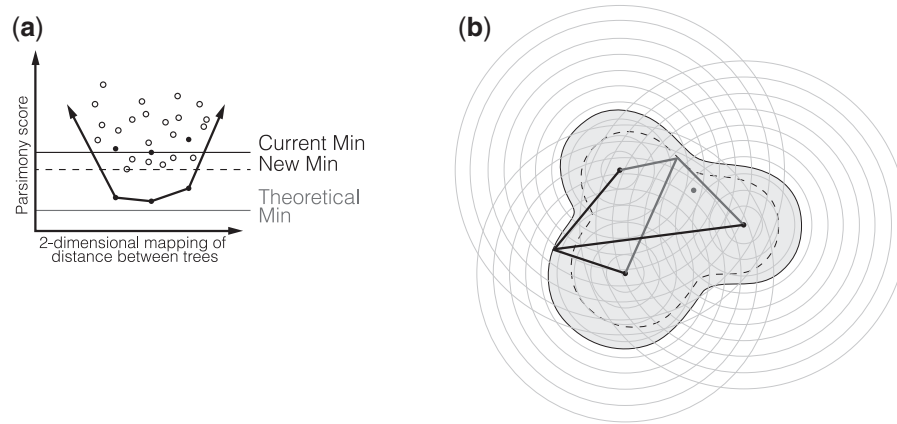 (a)
Parsimony score
Current Min
New Min
Theoretical
Min
2-dimensional mapping of
distance between trees
(b)